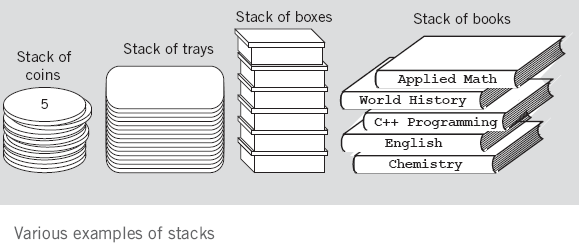 Stack of
coins
5
Stack of trays
Stack of boxes
Stack of books
Applied Math
World History
C++ Programming
English
Chemistry
Various examples of stacks